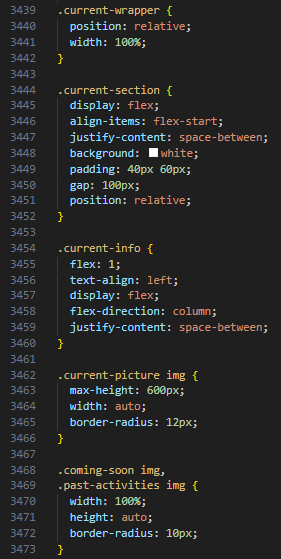 3439 .current-wrapper {
3440 position: relative;
3441 width: 100%;
3442 }
3443
3444 .current-section {
3445 display: flex;
3446 align-items: flex-start;
3447 justify-content: space-between;
3448 background: white;
3449 padding: 40px 60px;
3450 gap: 100px;
3451 position: relative;
3452 }
3453
3454 .current-info {
3455 flex: 1;
3456 text-align: left;
3457 display: flex;
3458 flex-direction: column;
3459 justify-content: space-between;
3460 }
3461
3462 .current-picture img {
3463 max-height: 600px;
3464 width: auto;
3465 border-radius: 12px;
3466 }
3467
3468 .coming-soon img,
3469 .past-activities img {
3470 width: 100%;
3471 height: auto;
3472 border-radius: 10px;
3473 }